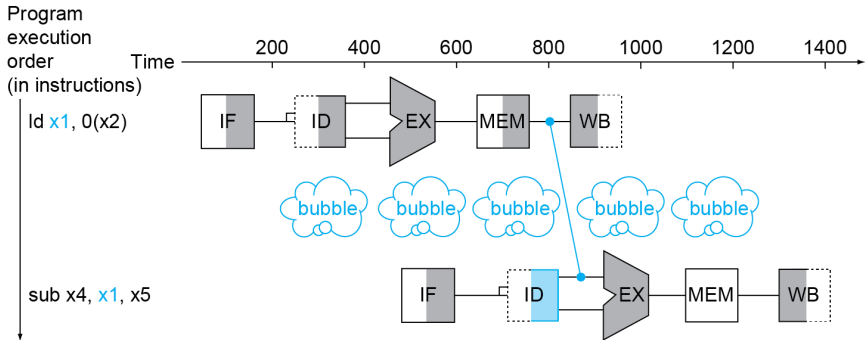 Program
execution
order
(in instructions)
Time
200 400 600 800 1000 1200 1400
ld x1, 0(x2)
IF ID EX MEM WB
bubble bubble bubble bubble bubble
sub x4, x1, x5
IF ID EX MEM WB